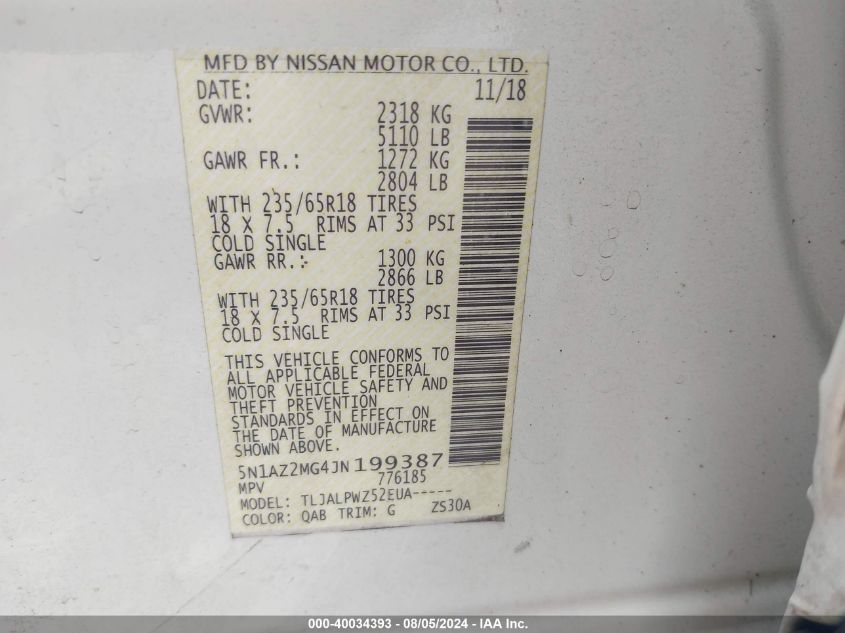 MFD BY NISSAN MOTOR CO., LTD.
DATE: 11/18
GVWR: 2318 KG
5110 LB
GAWR FR.: 1272 KG
2804 LB
WITH 235/65R18 TIRES
18 X 7.5 RIMS AT 33 PSI
COLD SINGLE
GAWR RR.: 1300 KG
2866 LB
WITH 235/65R18 TIRES
18 X 7.5 RIMS AT 33 PSI
COLD SINGLE
THIS VEHICLE CONFORMS TO
ALL APPLICABLE FEDERAL
MOTOR VEHICLE SAFETY AND
THEFT PREVENTION
STANDARDS IN EFFECT ON
THE DATE OF MANUFACTURE
SHOWN ABOVE.
5N1AZ2MG4JN199387
MPV 776185
MODEL: TLJALPWZ52EUA-----
COLOR: QAB TRIM: G ZS30A
000-40034393 - 08/05/2024 - IAA Inc.